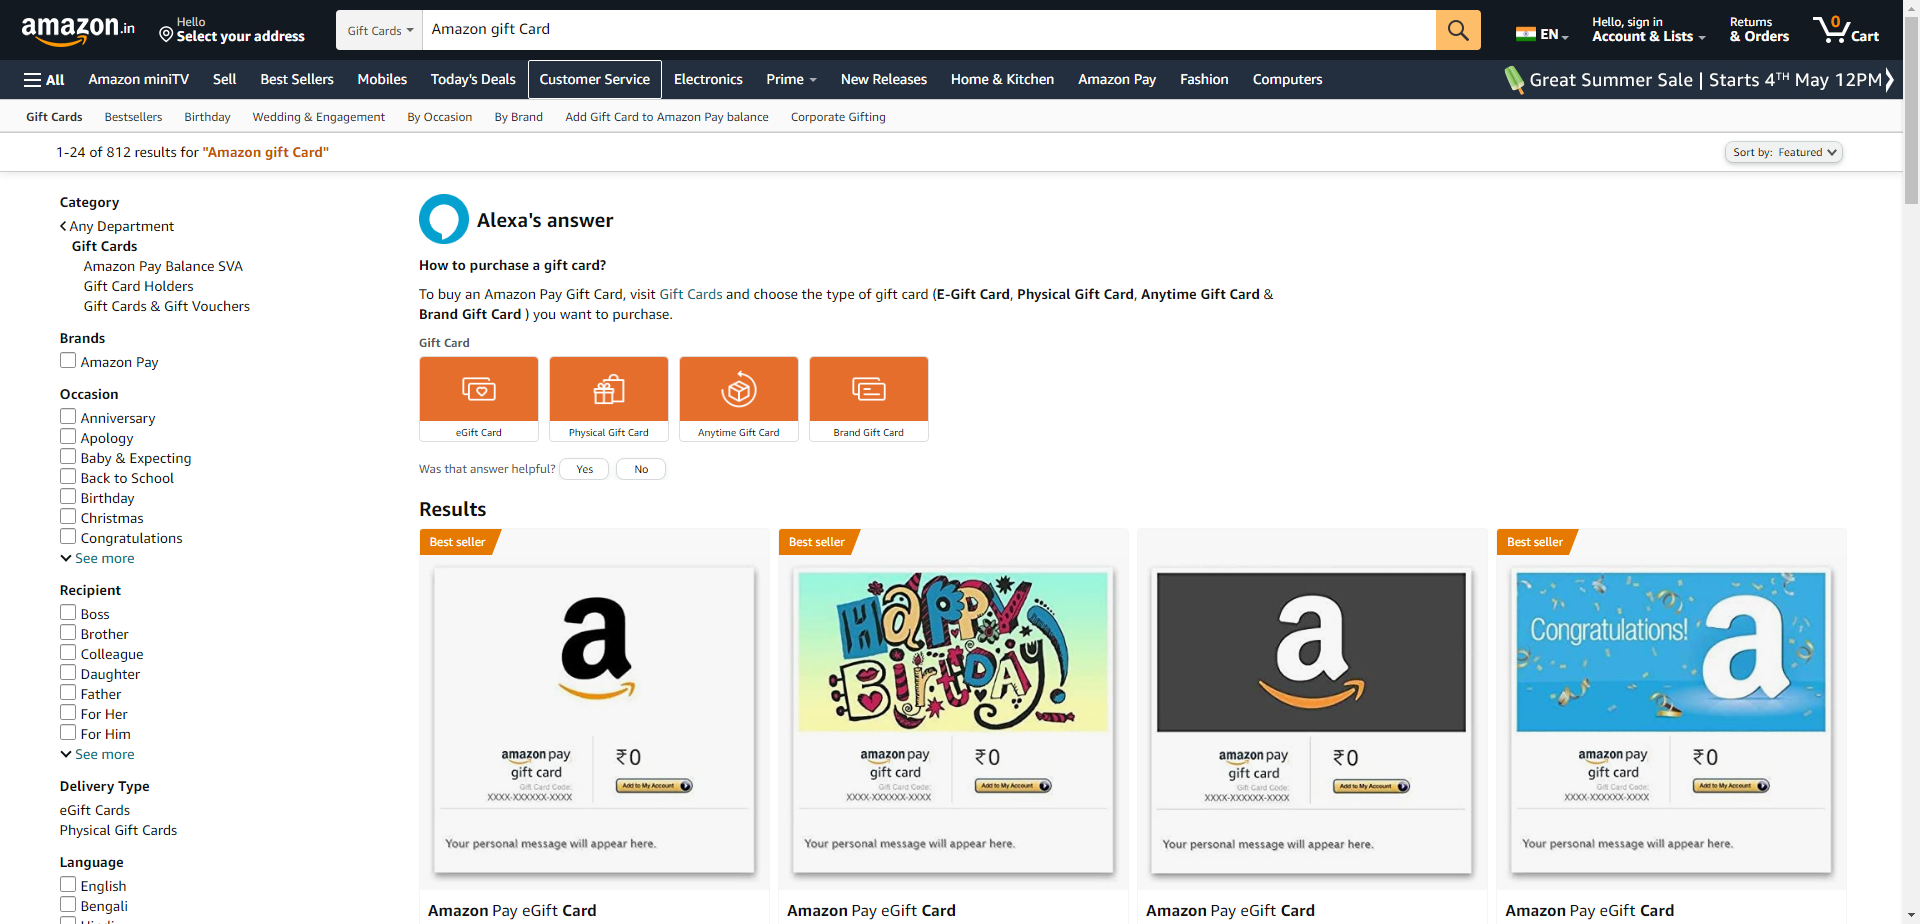 amazon.in
Hello
Select your address
Gift Cards
Amazon gift Card
EN
Hello, sign in
Account & Lists
Returns
& Orders
0
Cart
All
Amazon miniTV
Sell
Best Sellers
Mobiles
Today's Deals
Customer Service
Electronics
Prime
New Releases
Home & Kitchen
Amazon Pay
Fashion
Computers
Great Summer Sale | Starts 4TH May 12PM
Gift Cards
Bestsellers
Birthday
Wedding & Engagement
By Occasion
By Brand
Add Gift Card to Amazon Pay balance
Corporate Gifting
1-24 of 812 results for "Amazon gift Card"
Sort by: Featured
Category
Any Department
Gift Cards
Amazon Pay Balance SVA
Gift Card Holders
Gift Cards & Gift Vouchers
Brands
Amazon Pay
Occasion
Anniversary
Apology
Baby & Expecting
Back to School
Birthday
Christmas
Congratulations
See more
Recipient
Boss
Brother
Colleague
Daughter
Father
For Her
For Him
See more
Delivery Type
eGift Cards
Physical Gift Cards
Language
English
Bengali
Alexa's answer
How to purchase a gift card?
To buy an Amazon Pay Gift Card, visit Gift Cards and choose the type of gift card (E-Gift Card, Physical Gift Card, Anytime Gift Card &
Brand Gift Card ) you want to purchase.
Gift Card
eGift Card
Physical Gift Card
Anytime Gift Card
Brand Gift Card
Was that answer helpful?
Yes
No
Results
Best seller
a
amazon pay
gift card
Gift Card Code:
XXXX-XXXXXX-XXXX
₹0
Add to My Account
Your personal message will appear here.
Amazon Pay eGift Card
Best seller
HAPPY
BIRTHDAY!
amazon pay
gift card
Gift Card Code:
XXXX-XXXXXX-XXXX
₹0
Add to My Account
Your personal message will appear here.
Amazon Pay eGift Card
a
amazon pay
gift card
Gift Card Code:
XXXX-XXXXXX-XXXX
₹0
Add to My Account
Your personal message will appear here.
Amazon Pay eGift Card
Best seller
Congratulations!
a
amazon pay
gift card
Gift Card Code:
XXXX-XXXXXX-XXXX
₹0
Add to My Account
Your personal message will appear here.
Amazon Pay eGift Card